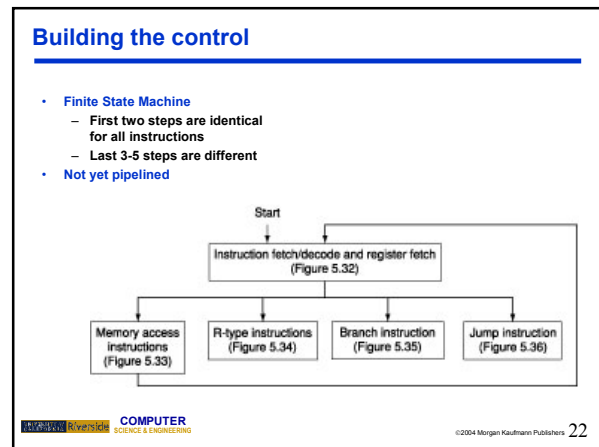 Building the control
• Finite State Machine
– First two steps are identical
for all instructions
– Last 3-5 steps are different
• Not yet pipelined
Start
Instruction fetch/decode and register fetch
(Figure 5.32)
Memory access
instructions
(Figure 5.33)
R-type instructions
(Figure 5.34)
Branch instruction
(Figure 5.35)
Jump instruction
(Figure 5.36)
UNIVERSITY OF
CALIFORNIA
Riverside
COMPUTER
SCIENCE & ENGINEERING
©2004 Morgan Kaufmann Publishers 22